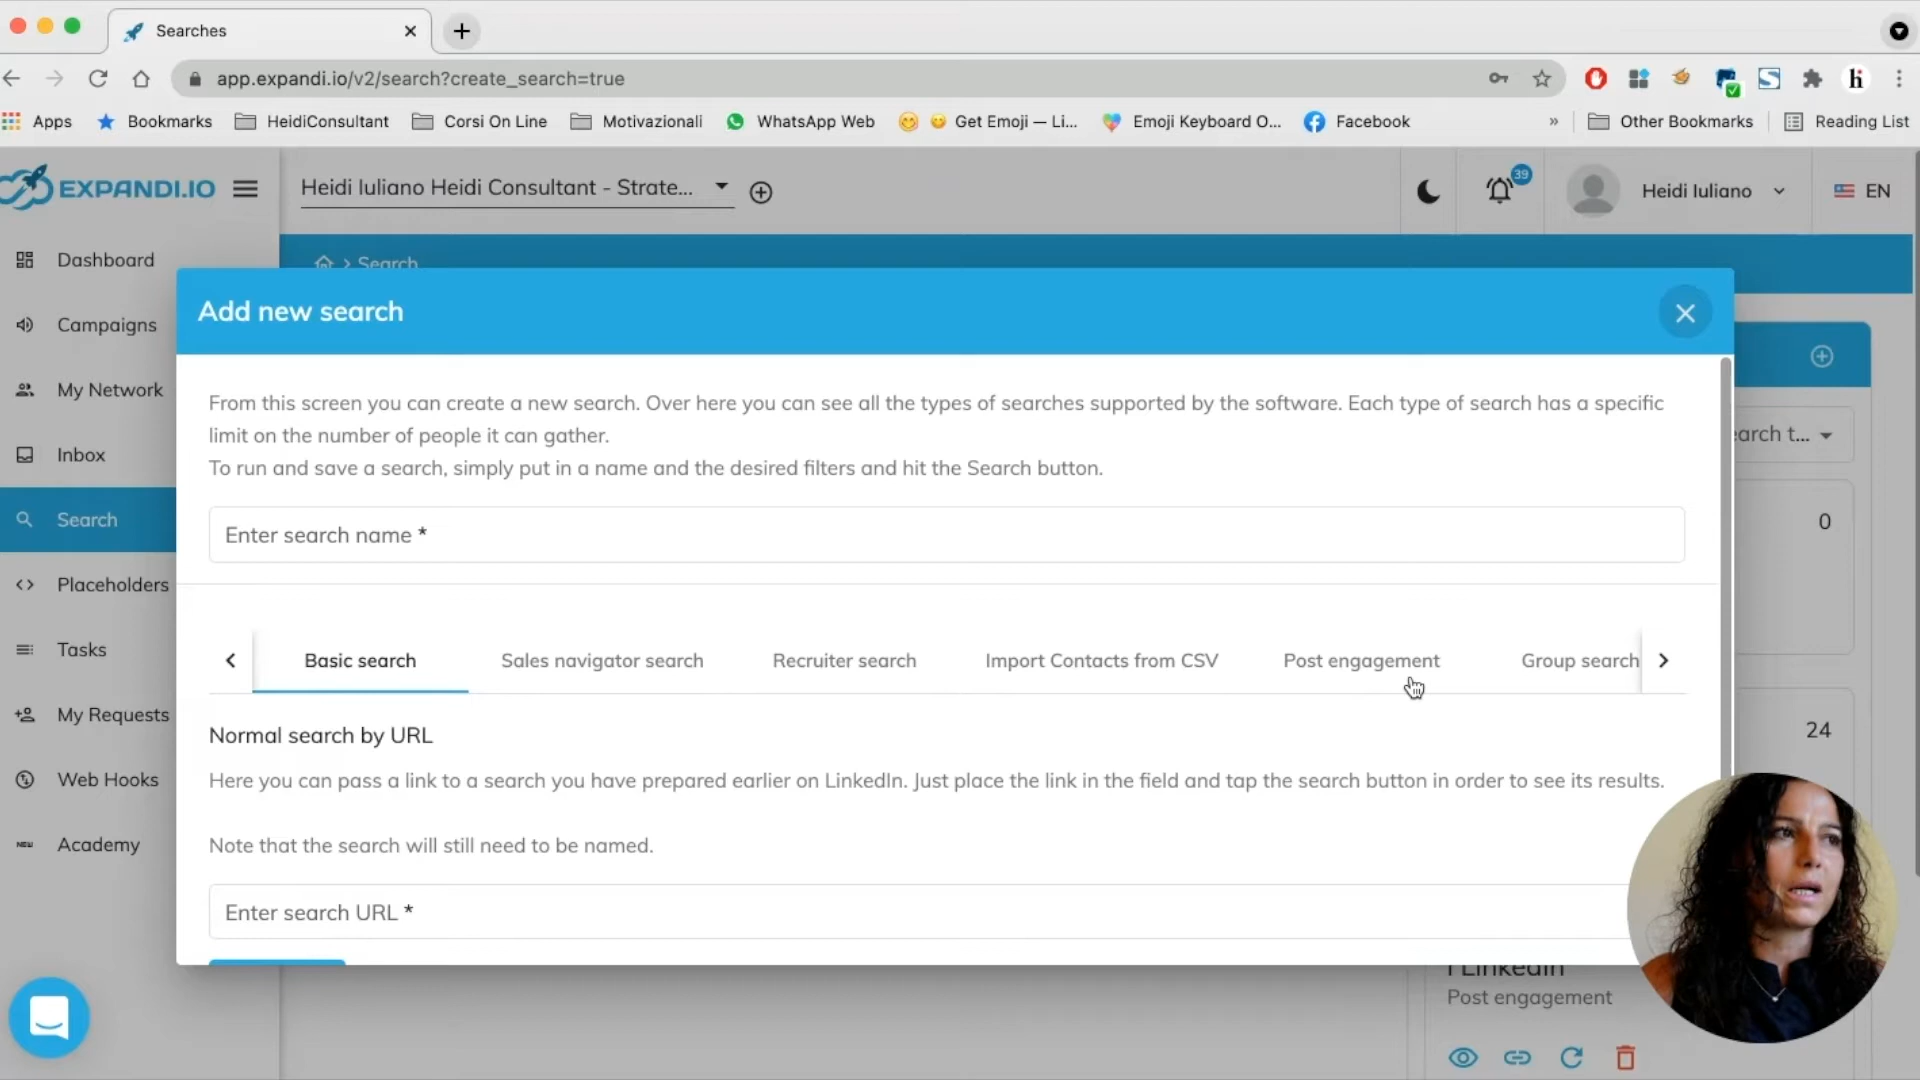 Searches
app.expandi.io/v2/search?create_search=true
Apps
Bookmarks
HeidiConsultant
Corsi On Line
Motivazionali
WhatsApp Web
Get Emoji — Li...
Emoji Keyboard O...
Facebook
»
Other Bookmarks
Reading List
EXPANDI.IO
Heidi Iuliano Heidi Consultant - Strate...
39
Heidi Iuliano
EN
Dashboard
Campaigns
My Network
Inbox
Search
Placeholders
Tasks
My Requests
Web Hooks
NEW
Academy
> Search
Add new search
From this screen you can create a new search. Over here you can see all the types of searches supported by the software. Each type of search has a specific
limit on the number of people it can gather.
To run and save a search, simply put in a name and the desired filters and hit the Search button.
Enter search name *
Basic search
Sales navigator search
Recruiter search
Import Contacts from CSV
Post engagement
Group search
Normal search by URL
Here you can pass a link to a search you have prepared earlier on LinkedIn. Just place the link in the field and tap the search button in order to see its results.
Note that the search will still need to be named.
Enter search URL *
earch t...
0
24
LinkedIn
Post engagement